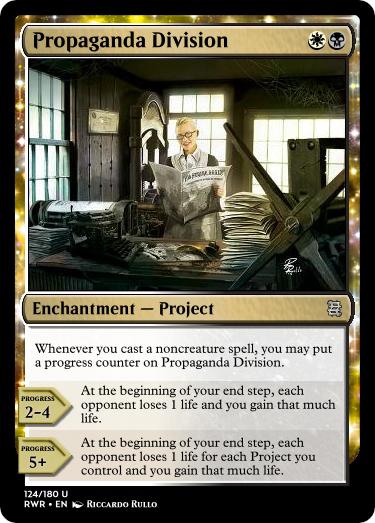 Propaganda Division
Enchantment — Project
Whenever you cast a noncreature spell, you may put
a progress counter on Propaganda Division.
PROGRESS
2-4
At the beginning of your end step, each
opponent loses 1 life and you gain that much
life.
PROGRESS
5+
At the beginning of your end step, each
opponent loses 1 life for each Project you
control and you gain that much life.
124/180 U
RWR • EN Riccardo Rullo